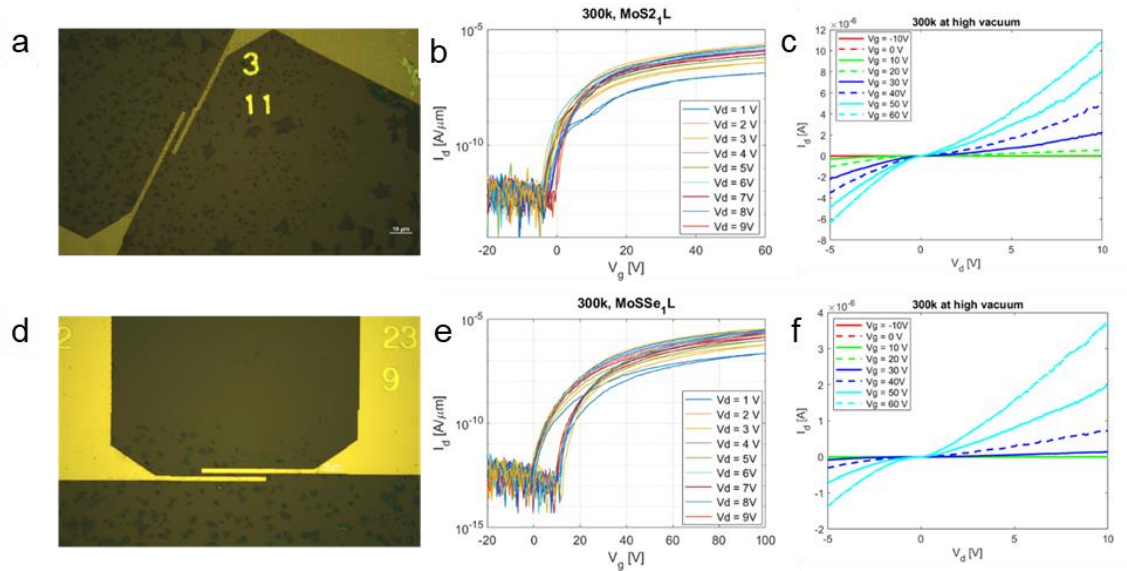 a
3
11
10 µm
b
300k, MoS2₁L
I_d [A/µm]
10⁻⁵
10⁻¹⁰
Vd = 1 V
Vd = 2 V
Vd = 3 V
Vd = 4 V
Vd = 5V
Vd = 6V
Vd = 7V
Vd = 8V
Vd = 9V
-20 0 20 40 60
V_g [V]
c
300k at high vacuum
×10⁻⁶
I_d [A]
12
10
8
6
4
2
0
-2
-4
-6
-8
Vg = -10V
Vg = 0 V
Vg = 10 V
Vg = 20 V
Vg = 30 V
Vg = 40V
Vg = 50 V
Vg = 60 V
-5 0 5 10
V_d [V]
d
2
23
9
e
300k, MoSSe₁L
I_d [A/µm]
10⁻⁵
10⁻¹⁰
10⁻¹⁵
Vd = 1 V
Vd = 2 V
Vd = 3 V
Vd = 4 V
Vd = 5V
Vd = 6V
Vd = 7V
Vd = 8V
Vd = 9V
-20 0 20 40 60 80 100
V_g [V]
f
300k at high vacuum
×10⁻⁶
I_d [A]
4
3
2
1
0
-1
-2
Vg = -10V
Vg = 0 V
Vg = 10 V
Vg = 20 V
Vg = 30 V
Vg = 40V
Vg = 50 V
Vg = 60 V
-5 0 5 10
V_d [V]